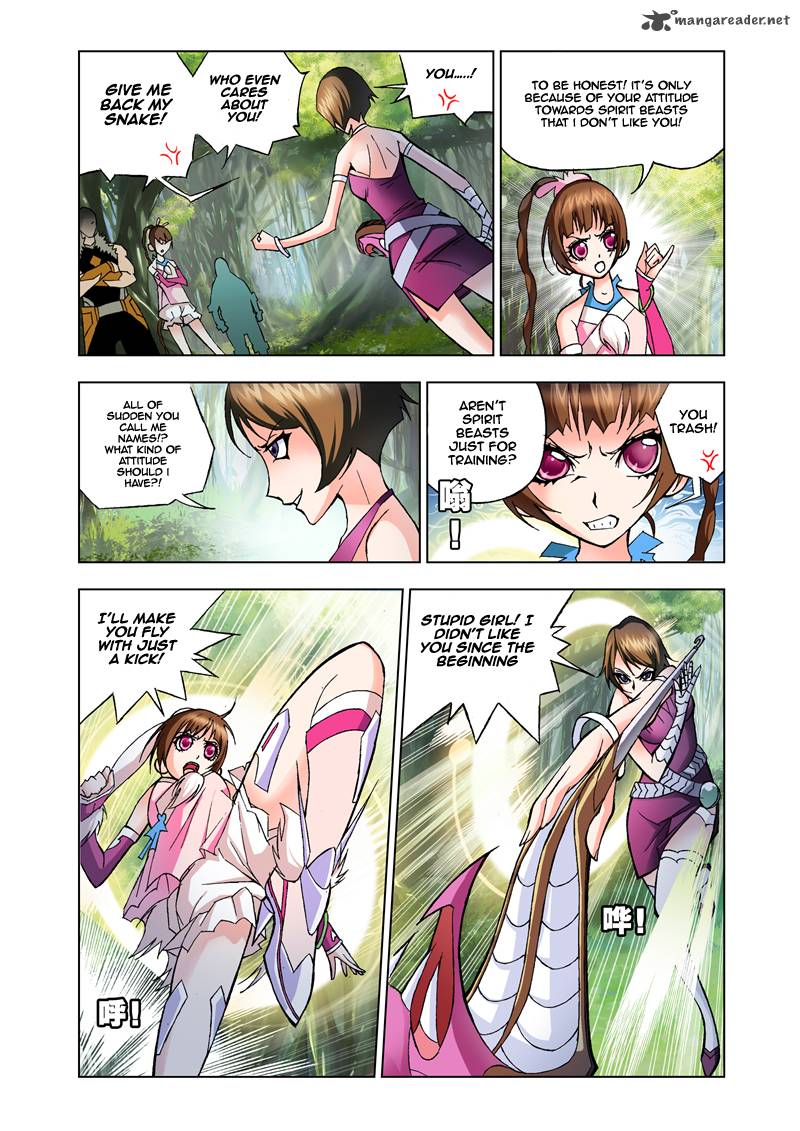 mangareader.net
GIVE ME
BACK MY
SNAKE!
WHO EVEN
CARES
ABOUT
YOU!
YOU.....!
TO BE HONEST! IT'S ONLY
BECAUSE OF YOUR ATTITUDE
TOWARDS SPIRIT BEASTS
THAT I DON'T LIKE YOU!
ALL OF
SUDDEN YOU
CALL ME
NAMES!?
WHAT KIND OF
ATTITUDE
SHOULD I
HAVE?!
AREN'T
SPIRIT
BEASTS
JUST FOR
TRAINING?
YOU
TRASH!
嗡!
I'LL MAKE
YOU FLY
WITH JUST
A KICK!
呼!
STUPID GIRL! I
DIDN'T LIKE
YOU SINCE THE
BEGINNING
哗!